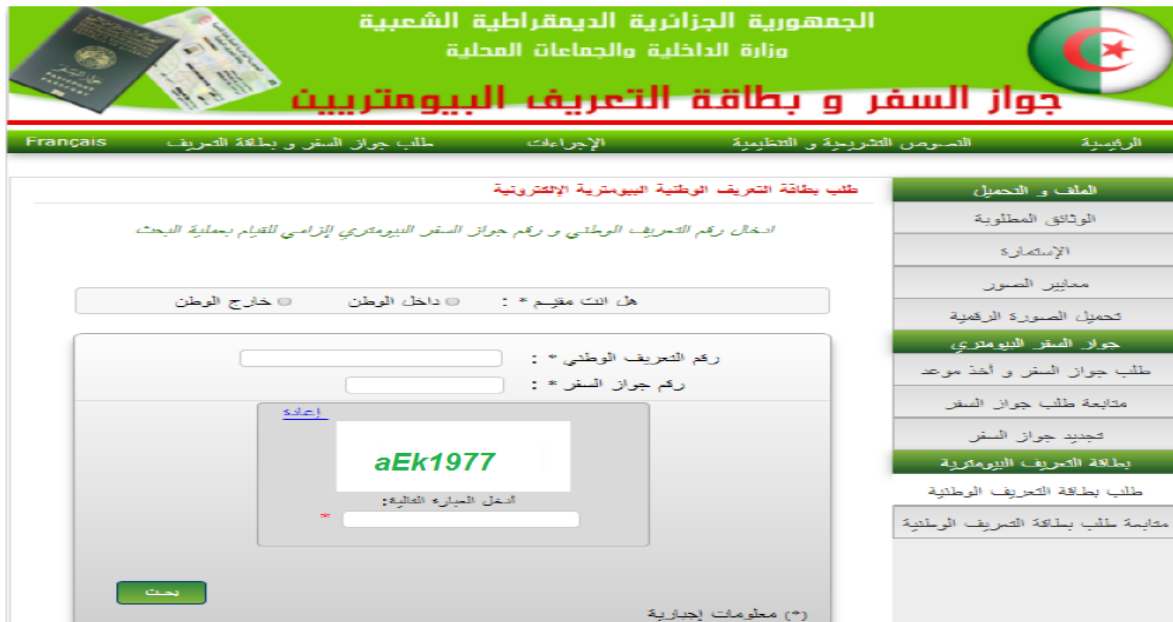 الجمهورية الجزائرية الديمقراطية الشعبية
وزارة الداخلية والجماعات المحلية
جواز السفر و بطاقة التعريف البيومتريين
الرئيسية
النصوص التشريعية و التنظيمية
الإجراءات
طلب جواز السفر و بطاقة التعريف
Français
الملف و التحميل
الوثائق المطلوبة
الإستمارة
معايير الصور
تحميل الصورة الرقمية
جواز السفر البيومتري
طلب جواز السفر و أخذ موعد
متابعة طلب جواز السفر
تجديد جواز السفر
بطاقة التعريف البيومترية
طلب بطاقة التعريف الوطنية
متابعة طلب بطاقة التعريف الوطنية
طلب بطاقة التعريف الوطنية البيومترية الإلكترونية
ادخال رقم التعريف الوطني و رقم جواز السفر البيومتري إلزامي للقيام بعملية البحث
هل انت مقيم * : داخل الوطن خارج الوطن
رقم التعريف الوطني * :
رقم جواز السفر * :
إعادة
aEk1977
أدخل العبارة التالية:
*
بحث
(*) معلومات إجبارية